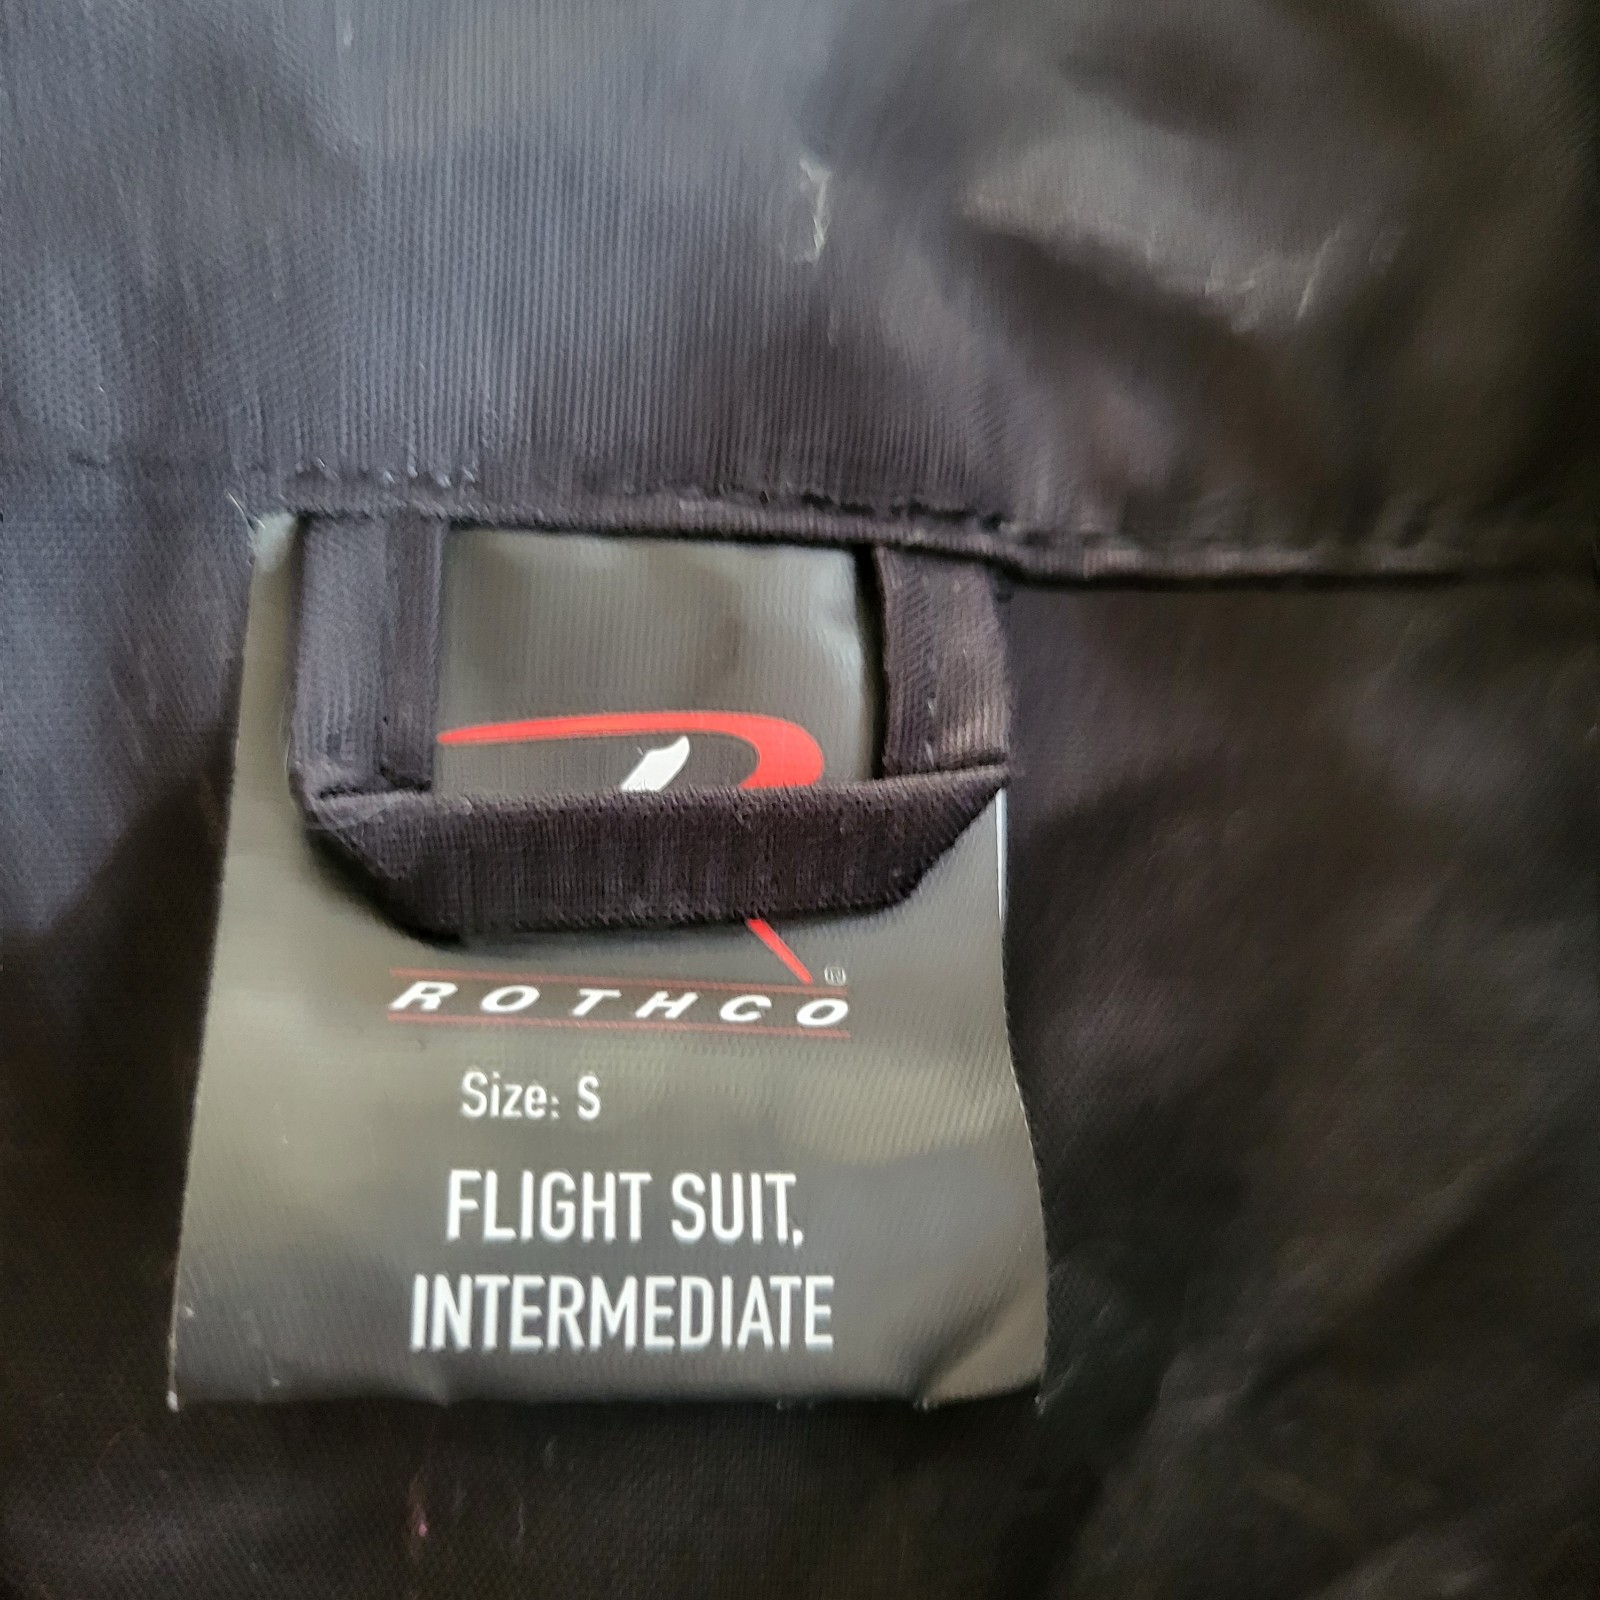 ROTHCO®
Size: S
FLIGHT SUIT,
INTERMEDIATE